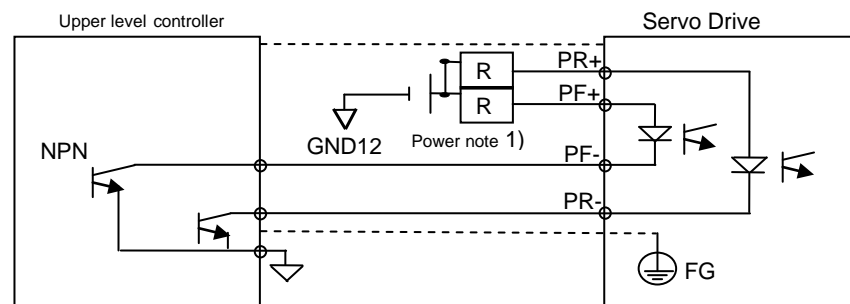 Upper level controller
Servo Drive
PR+
R
PF+
R
GND12
Power note 1)
NPN
PF-
PR-
FG